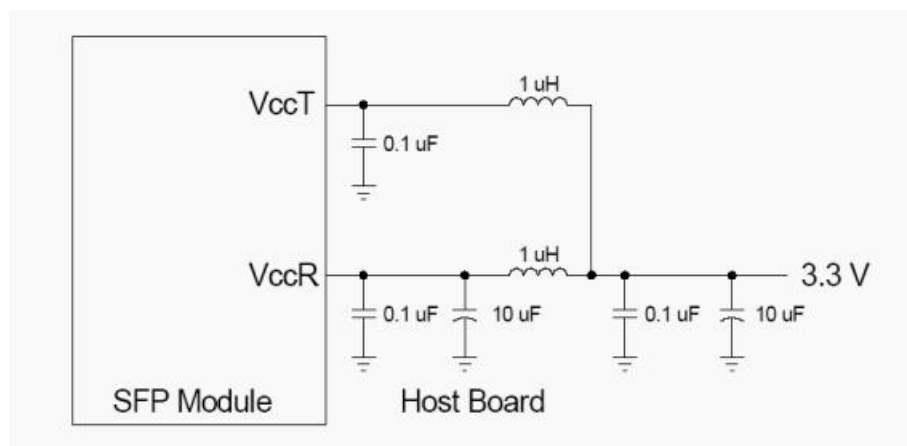 1 uH
VccT
0.1 uF
1 uH
VccR
3.3 V
0.1 uF 10 uF 0.1 uF 10 uF
SFP Module Host Board